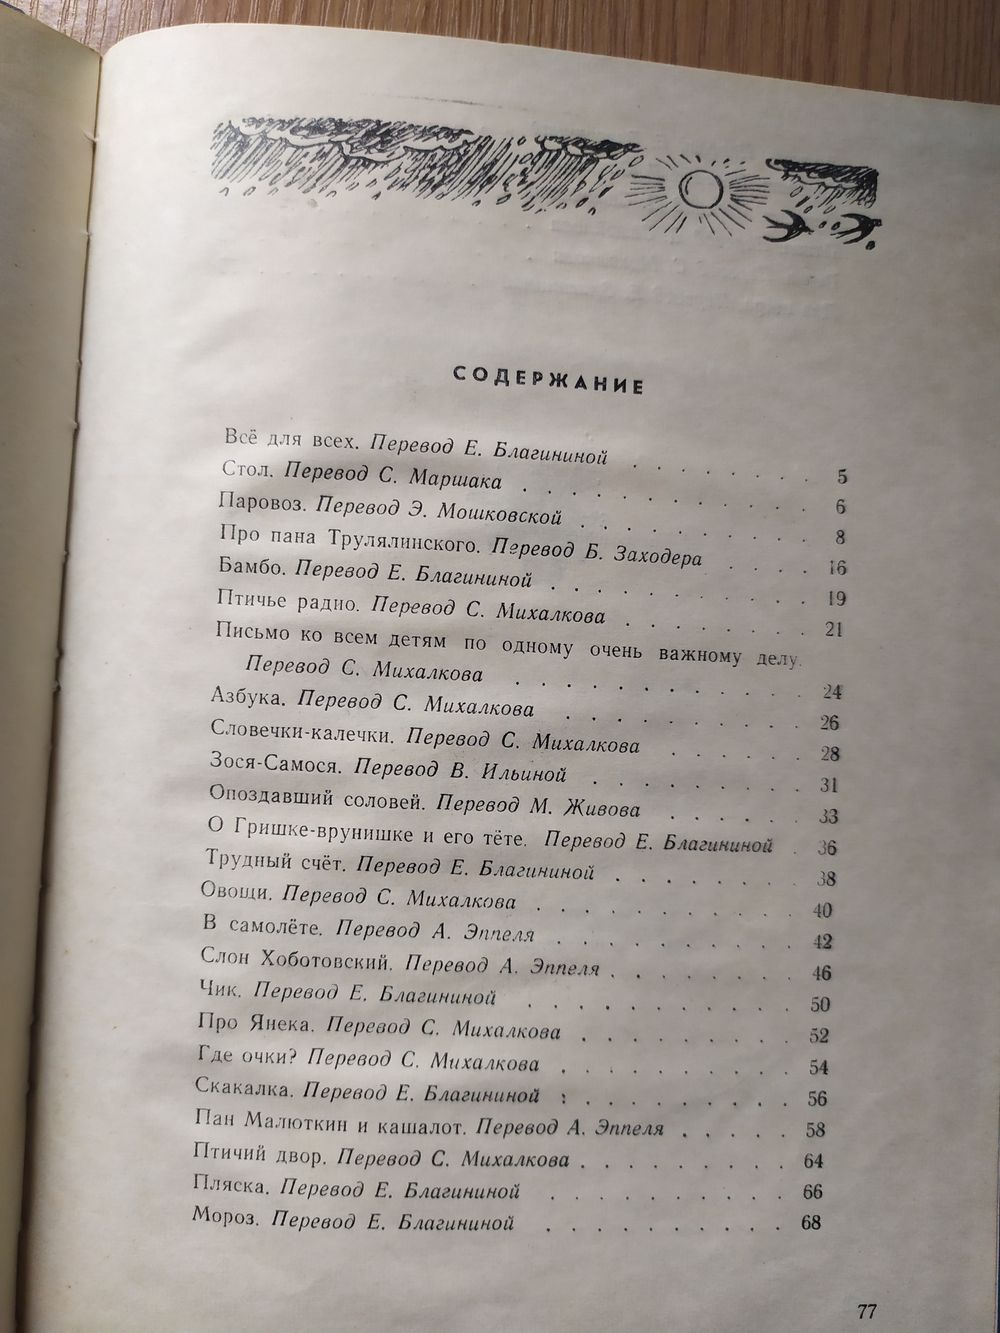 СОДЕРЖАНИЕ
Всё для всех. Перевод Е. Благининой . . . . . . . 5
Стол. Перевод С. Маршака . . . . . . . . . . 6
Паровоз. Перевод Э. Мошковской . . . . . . . . 8
Про пана Трулялинского. Перевод Б. Заходера . . . . 16
Бамбо. Перевод Е. Благининой . . . . . . . . . 19
Птичье радио. Перевод С. Михалкова . . . . . . . 21
Письмо ко всем детям по одному очень важному делу.
Перевод С. Михалкова . . . . . . . . . . . 24
Азбука. Перевод С. Михалкова . . . . . . . . . 26
Словечки-калечки. Перевод С. Михалкова . . . . . 28
Зося-Самося. Перевод В. Ильиной . . . . . . . . 31
Опоздавший соловей. Перевод М. Живова . . . . . 33
О Гришке-врунишке и его тёте. Перевод Е. Благининой . 36
Трудный счёт. Перевод Е. Благининой . . . . . . . 38
Овощи. Перевод С. Михалкова . . . . . . . . . . 40
В самолёте. Перевод А. Эппеля . . . . . . . . . 42
Слон Хоботовский. Перевод А. Эппеля . . . . . . . 46
Чик. Перевод Е. Благининой . . . . . . . . . . 50
Про Янека. Перевод С. Михалкова . . . . . . . . 52
Где очки? Перевод С. Михалкова . . . . . . . . . 54
Скакалка. Перевод Е. Благининой . . . . . . . . . 56
Пан Малюткин и кашалот. Перевод А. Эппеля . . . . . 58
Птичий двор. Перевод С. Михалкова . . . . . . . . 64
Пляска. Перевод Е. Благининой . . . . . . . . . . 66
Мороз. Перевод Е. Благининой . . . . . . . . . . 68
77